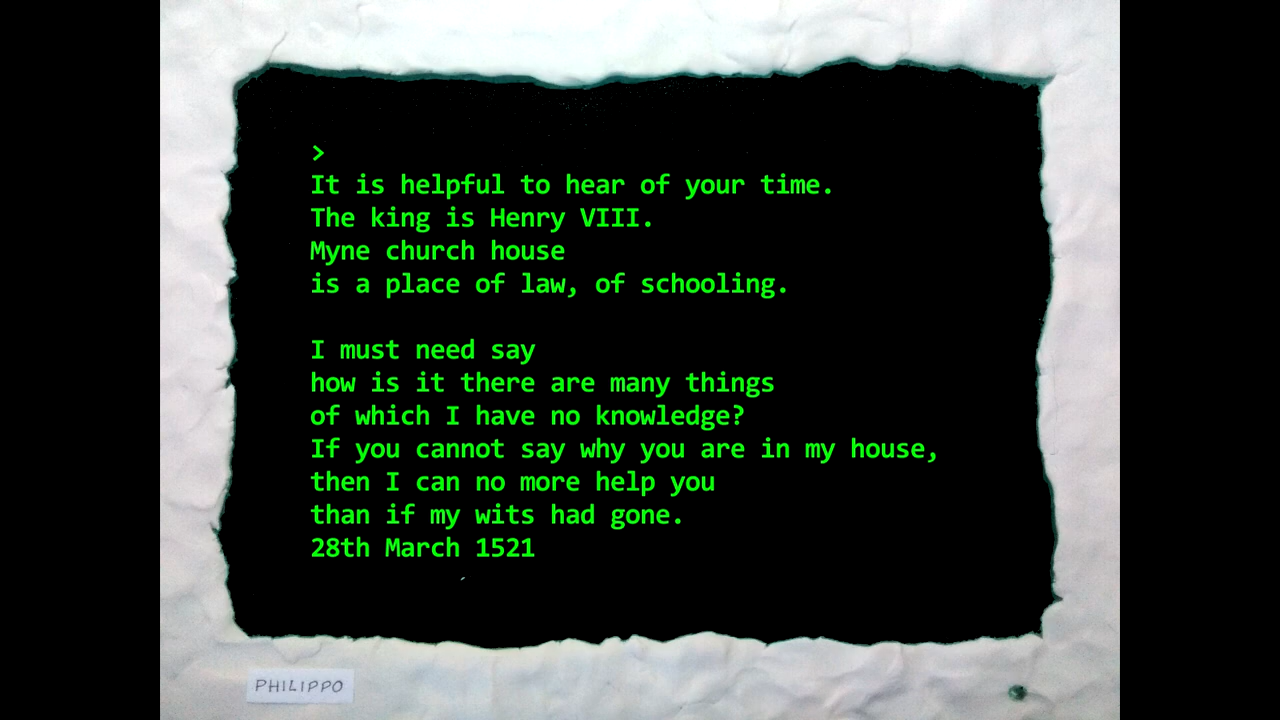 >
It is helpful to hear of your time.
The king is Henry VIII.
Myne church house
is a place of law, of schooling.
I must need say
how is it there are many things
of which I have no knowledge?
If you cannot say why you are in my house,
then I can no more help you
than if my wits had gone.
28th March 1521
PHILIPPO